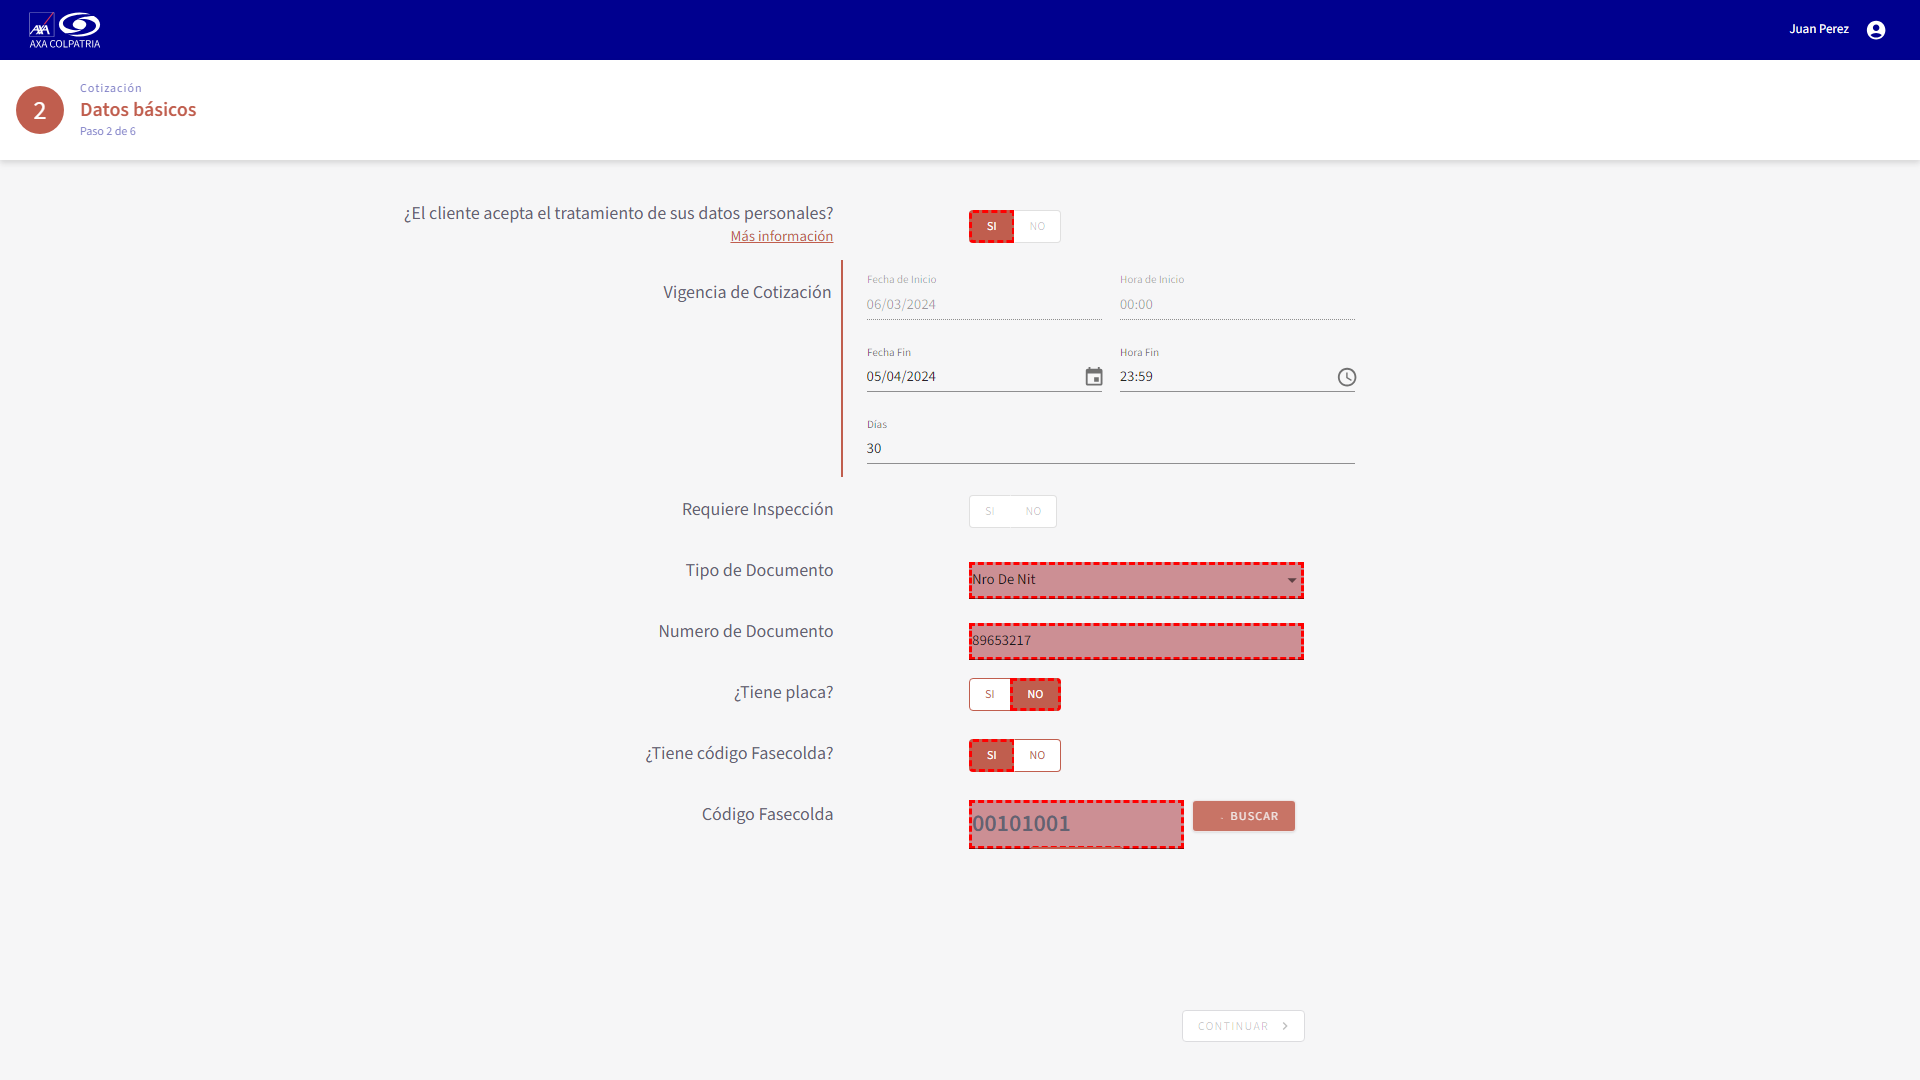 AXA
AXA COLPATRIA
Juan Perez
2
Cotización
Datos básicos
Paso 2 de 6
¿El cliente acepta el tratamiento de sus datos personales?
SI NO
Más información
Vigencia de Cotización
Fecha de Inicio Hora de Inicio
06/03/2024 00:00
Fecha Fin Hora Fin
05/04/2024 23:59
Días
30
Requiere Inspección SI NO
Tipo de Documento Nro De Nit
Numero de Documento 89653217
¿Tiene placa? SI NO
¿Tiene código Fasecolda? SI NO
Código Fasecolda 00101001 BUSCAR
CONTINUAR